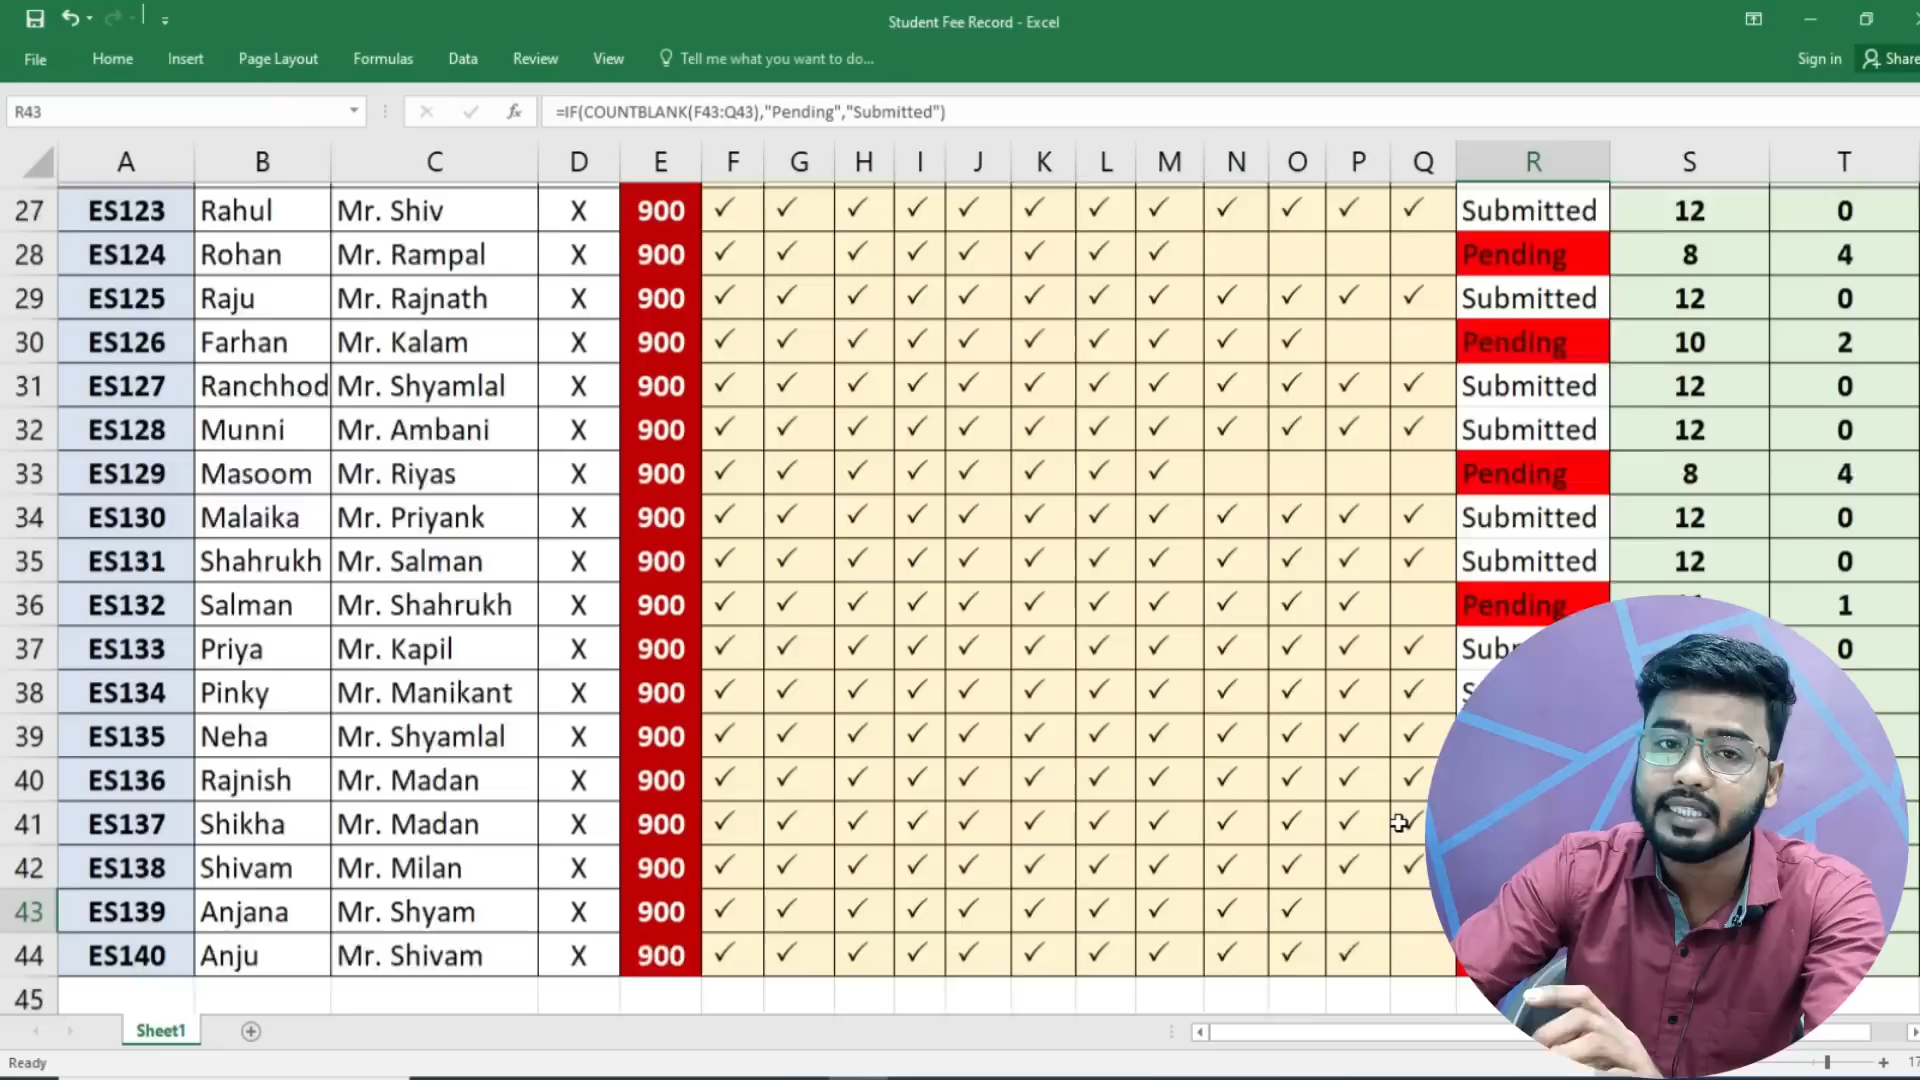 Student Fee Record - Excel
File Home Insert Page Layout Formulas Data Review View Tell me what you want to do... Sign in Share
R43 fx =IF(COUNTBLANK(F43:Q43),"Pending","Submitted")
A B C D E F G H I J K L M N O P Q R S T
27 ES123 Rahul Mr. Shiv X 900 ✓ ✓ ✓ ✓ ✓ ✓ ✓ ✓ ✓ ✓ ✓ ✓ Submitted 12 0
28 ES124 Rohan Mr. Rampal X 900 ✓ ✓ ✓ ✓ ✓ ✓ ✓ ✓ Pending 8 4
29 ES125 Raju Mr. Rajnath X 900 ✓ ✓ ✓ ✓ ✓ ✓ ✓ ✓ ✓ ✓ ✓ ✓ Submitted 12 0
30 ES126 Farhan Mr. Kalam X 900 ✓ ✓ ✓ ✓ ✓ ✓ ✓ ✓ ✓ ✓ Pending 10 2
31 ES127 Ranchhod Mr. Shyamlal X 900 ✓ ✓ ✓ ✓ ✓ ✓ ✓ ✓ ✓ ✓ ✓ ✓ Submitted 12 0
32 ES128 Munni Mr. Ambani X 900 ✓ ✓ ✓ ✓ ✓ ✓ ✓ ✓ ✓ ✓ ✓ ✓ Submitted 12 0
33 ES129 Masoom Mr. Riyas X 900 ✓ ✓ ✓ ✓ ✓ ✓ ✓ ✓ Pending 8 4
34 ES130 Malaika Mr. Priyank X 900 ✓ ✓ ✓ ✓ ✓ ✓ ✓ ✓ ✓ ✓ ✓ ✓ Submitted 12 0
35 ES131 Shahrukh Mr. Salman X 900 ✓ ✓ ✓ ✓ ✓ ✓ ✓ ✓ ✓ ✓ ✓ ✓ Submitted 12 0
36 ES132 Salman Mr. Shahrukh X 900 ✓ ✓ ✓ ✓ ✓ ✓ ✓ ✓ ✓ ✓ ✓ Pending 1
37 ES133 Priya Mr. Kapil X 900 ✓ ✓ ✓ ✓ ✓ ✓ ✓ ✓ ✓ ✓ ✓ ✓ 0
38 ES134 Pinky Mr. Manikant X 900 ✓ ✓ ✓ ✓ ✓ ✓ ✓ ✓ ✓ ✓ ✓ ✓
39 ES135 Neha Mr. Shyamlal X 900 ✓ ✓ ✓ ✓ ✓ ✓ ✓ ✓ ✓ ✓ ✓ ✓
40 ES136 Rajnish Mr. Madan X 900 ✓ ✓ ✓ ✓ ✓ ✓ ✓ ✓ ✓ ✓ ✓ ✓
41 ES137 Shikha Mr. Madan X 900 ✓ ✓ ✓ ✓ ✓ ✓ ✓ ✓ ✓ ✓ ✓ ✓
42 ES138 Shivam Mr. Milan X 900 ✓ ✓ ✓ ✓ ✓ ✓ ✓ ✓ ✓ ✓ ✓ ✓
43 ES139 Anjana Mr. Shyam X 900 ✓ ✓ ✓ ✓ ✓ ✓ ✓ ✓ ✓ ✓
44 ES140 Anju Mr. Shivam X 900 ✓ ✓ ✓ ✓ ✓ ✓ ✓ ✓ ✓ ✓ ✓
45
Sheet1
Ready